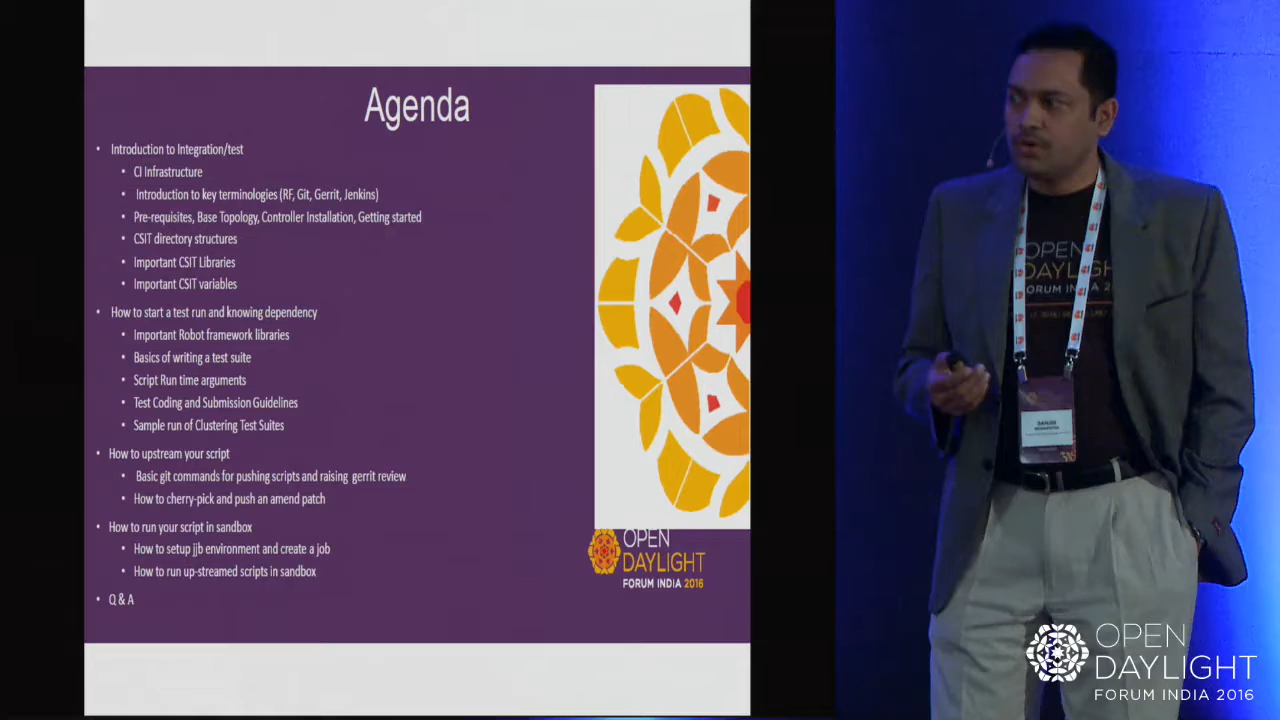 Agenda
• Introduction to Integration/test
• CI Infrastructure
• Introduction to key terminologies (RF, Git, Gerrit, Jenkins)
• Pre-requisites, Base Topology, Controller Installation, Getting started
• CSIT directory structures
• Important CSIT Libraries
• Important CSIT variables
• How to start a test run and knowing dependency
• Important Robot framework libraries
• Basics of writing a test suite
• Script Run time arguments
• Test Coding and Submission Guidelines
• Sample run of Clustering Test Suites
• How to upstream your script
• Basic git commands for pushing scripts and raising gerrit review
• How to cherry-pick and push an amend patch
• How to run your script in sandbox
• How to setup jjb environment and create a job
• How to run up-streamed scripts in sandbox
• Q & A
OPEN
DAYLIGHT
FORUM INDIA 2016
OPEN
DAYLIGH
FORUM INDIA 2
OPEN
DAYLIGHT
FORUM INDIA 2016